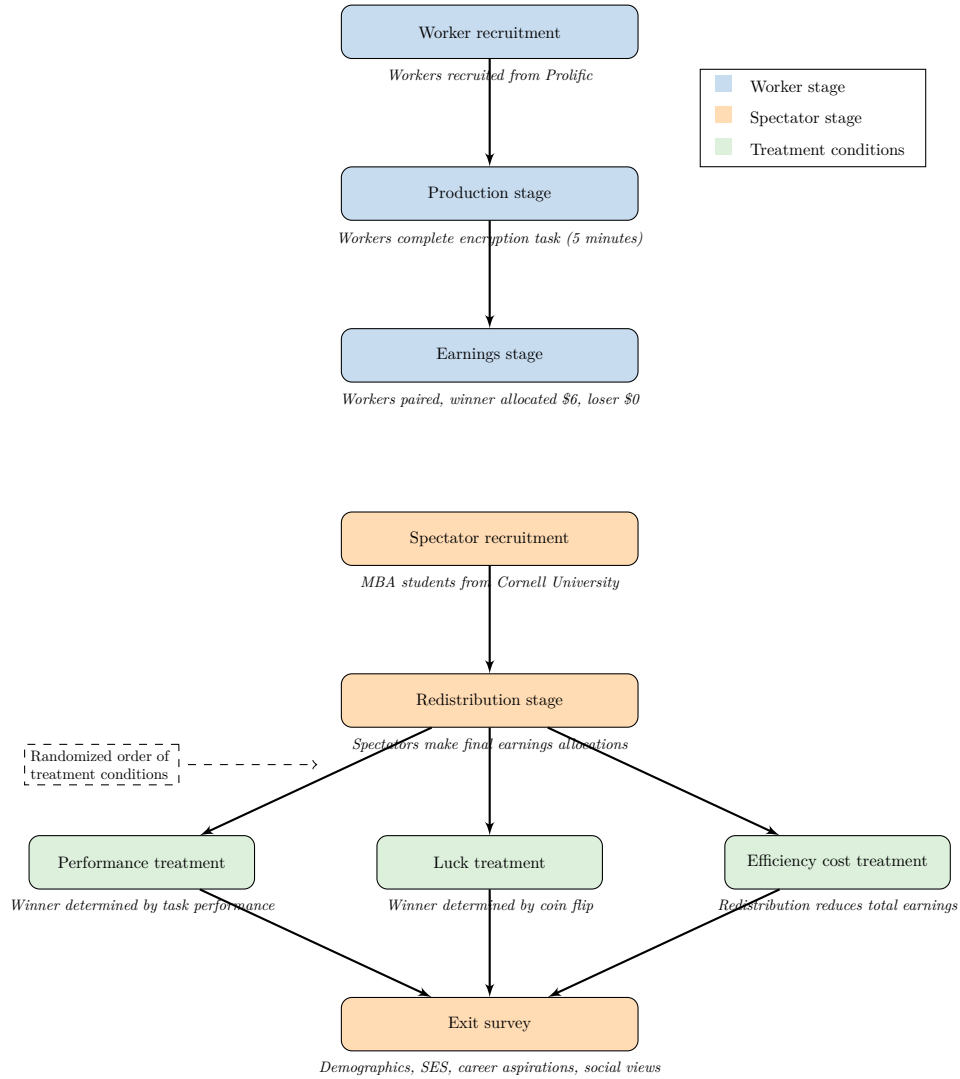 Worker recruitment
Workers recruited from Prolific
Worker stage
Spectator stage
Treatment conditions
Production stage
Workers complete encryption task (5 minutes)
Earnings stage
Workers paired, winner allocated $6, loser $0
Spectator recruitment
MBA students from Cornell University
Redistribution stage
Spectators make final earnings allocations
Randomized order of
treatment conditions
Performance treatment
Luck treatment
Efficiency cost treatment
Winner determined by task performance
Winner determined by coin flip
Redistribution reduces total earnings
Exit survey
Demographics, SES, career aspirations, social views